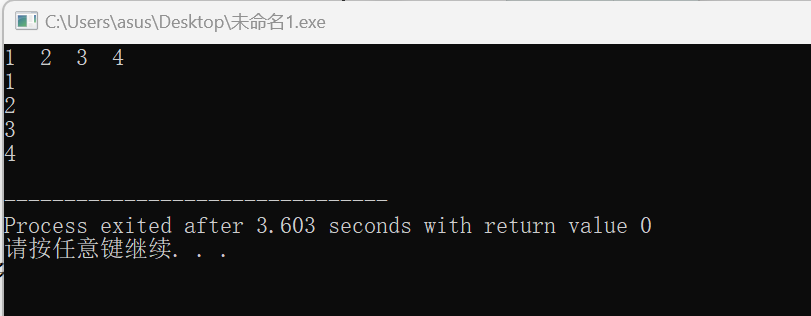 C:\Users\asus\Desktop\未命名1.exe
1  2  3  4
1
2
3
4
--------------------------------
Process exited after 3.603 seconds with return value 0
请按任意键继续. . .